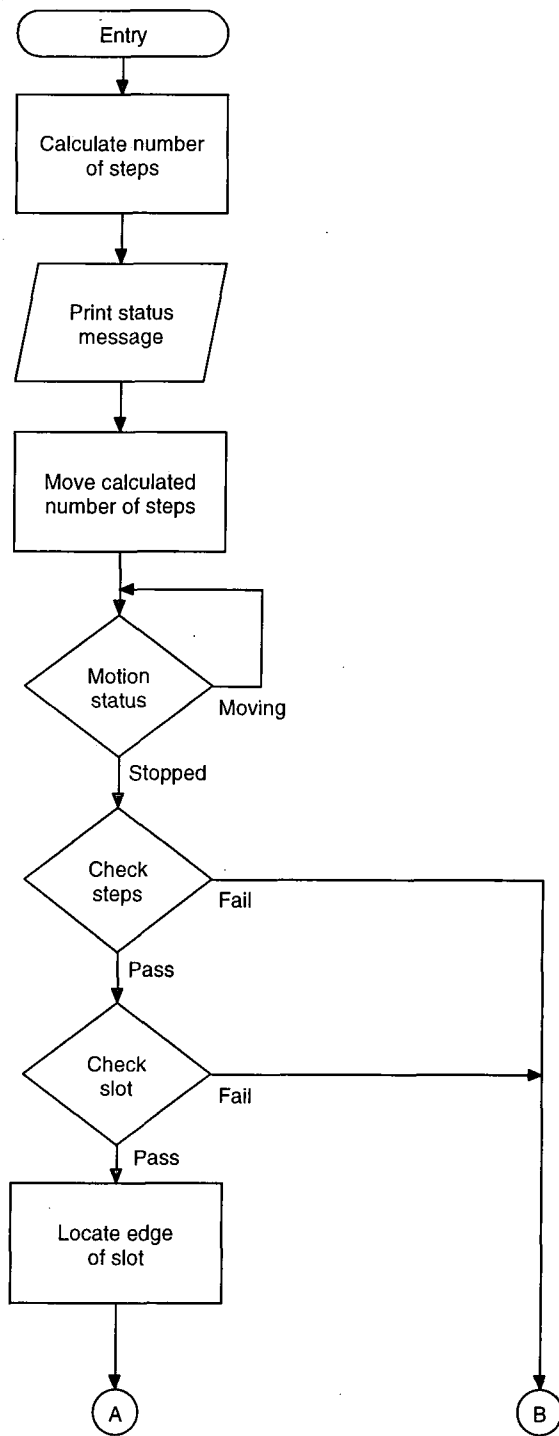 Entry
Calculate number
of steps
Print status
message
Move calculated
number of steps
Motion
status
Moving
Stopped
Check
steps
Fail
Pass
Check
slot
Fail
Pass
Locate edge
of slot
A
B